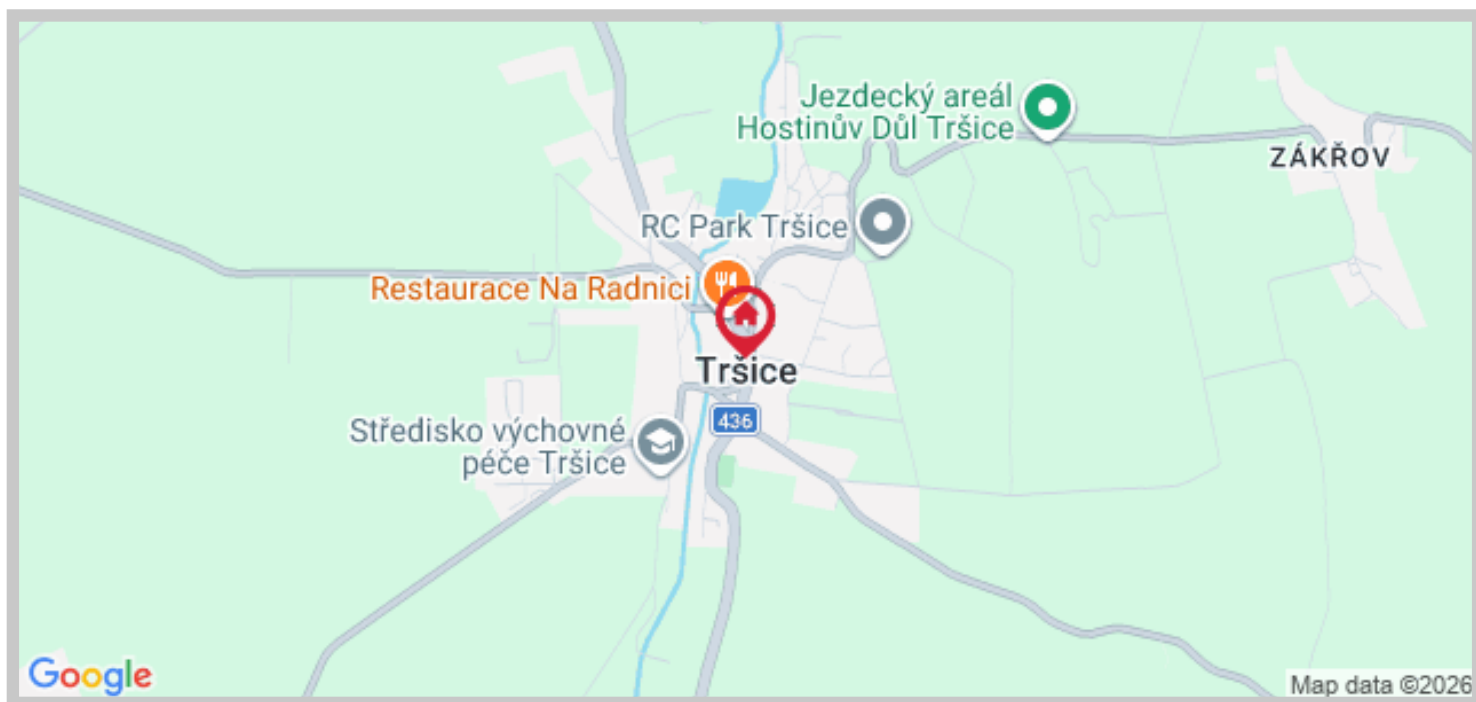 Jezdecký areál
Hostinův Důl Tršice
ZÁKŘOV
RC Park Tršice
Restaurace Na Radnici
Tršice
436
Středisko výchovné
péče Tršice
Google
Map data ©2026